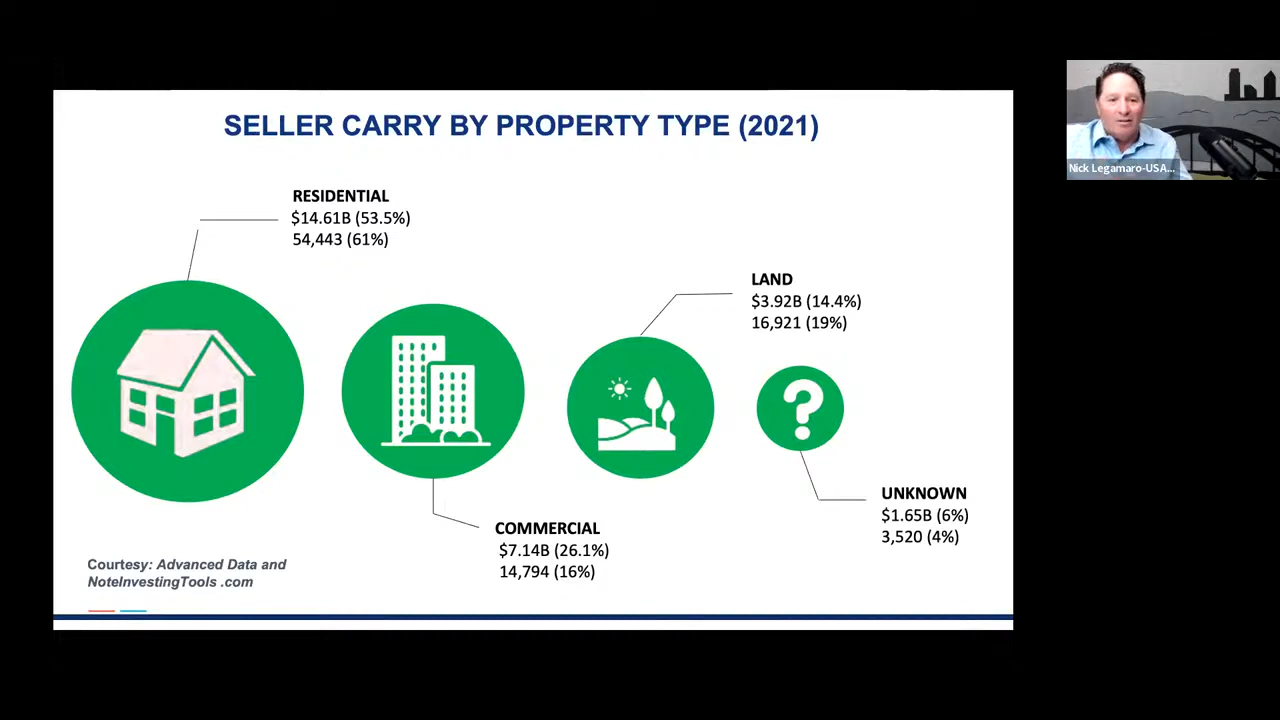 SELLER CARRY BY PROPERTY TYPE (2021)
RESIDENTIAL
$14.61B (53.5%)
54,443 (61%)
LAND
$3.92B (14.4%)
16,921 (19%)
?
UNKNOWN
$1.65B (6%)
3,520 (4%)
COMMERCIAL
$7.14B (26.1%)
14,794 (16%)
Courtesy: Advanced Data and
NoteInvestingTools .com
Nick Legamaro-USA...